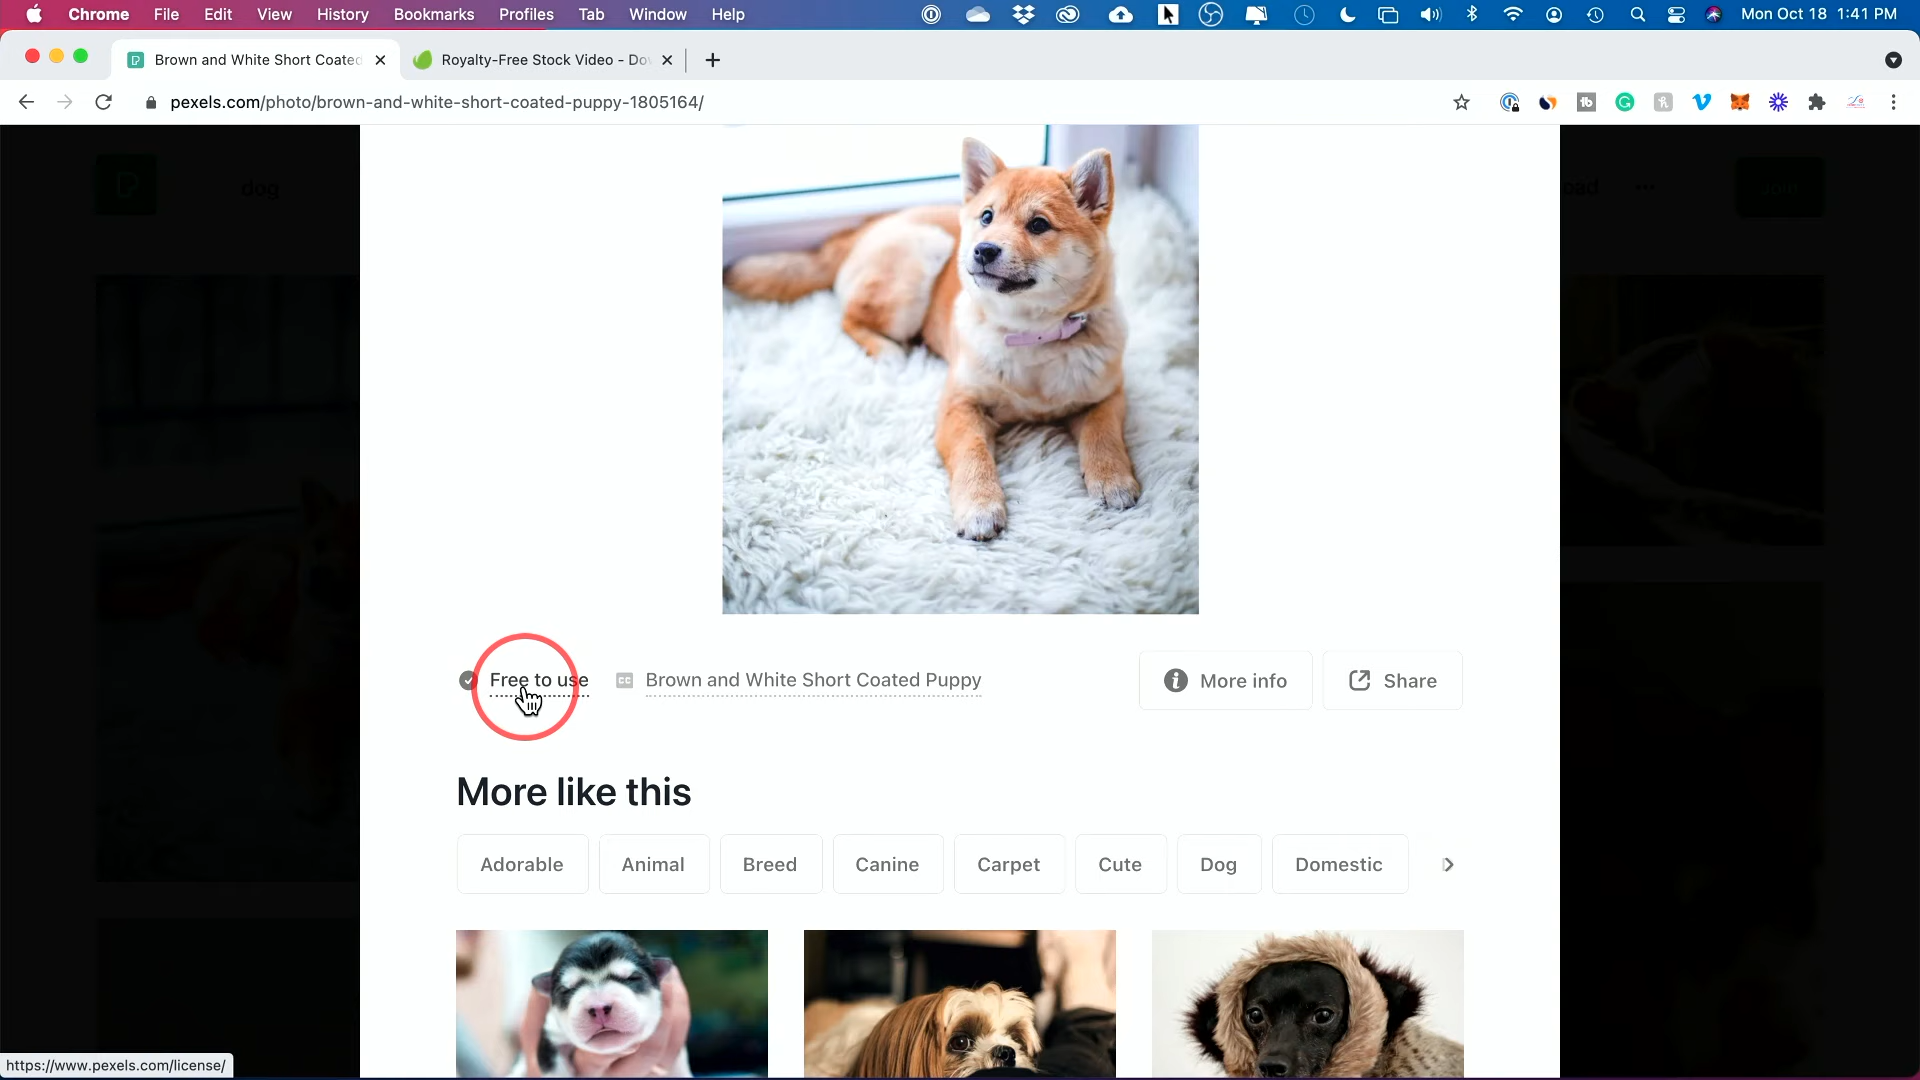 Chrome File Edit View History Bookmarks Profiles Tab Window Help Mon Oct 18 1:41 PM
Brown and White Short Coated Royalty-Free Stock Video - Do
pexels.com/photo/brown-and-white-short-coated-puppy-1805164/
dog Join
Free to use Brown and White Short Coated Puppy More info Share
More like this
Adorable Animal Breed Canine Carpet Cute Dog Domestic
https://www.pexels.com/license/